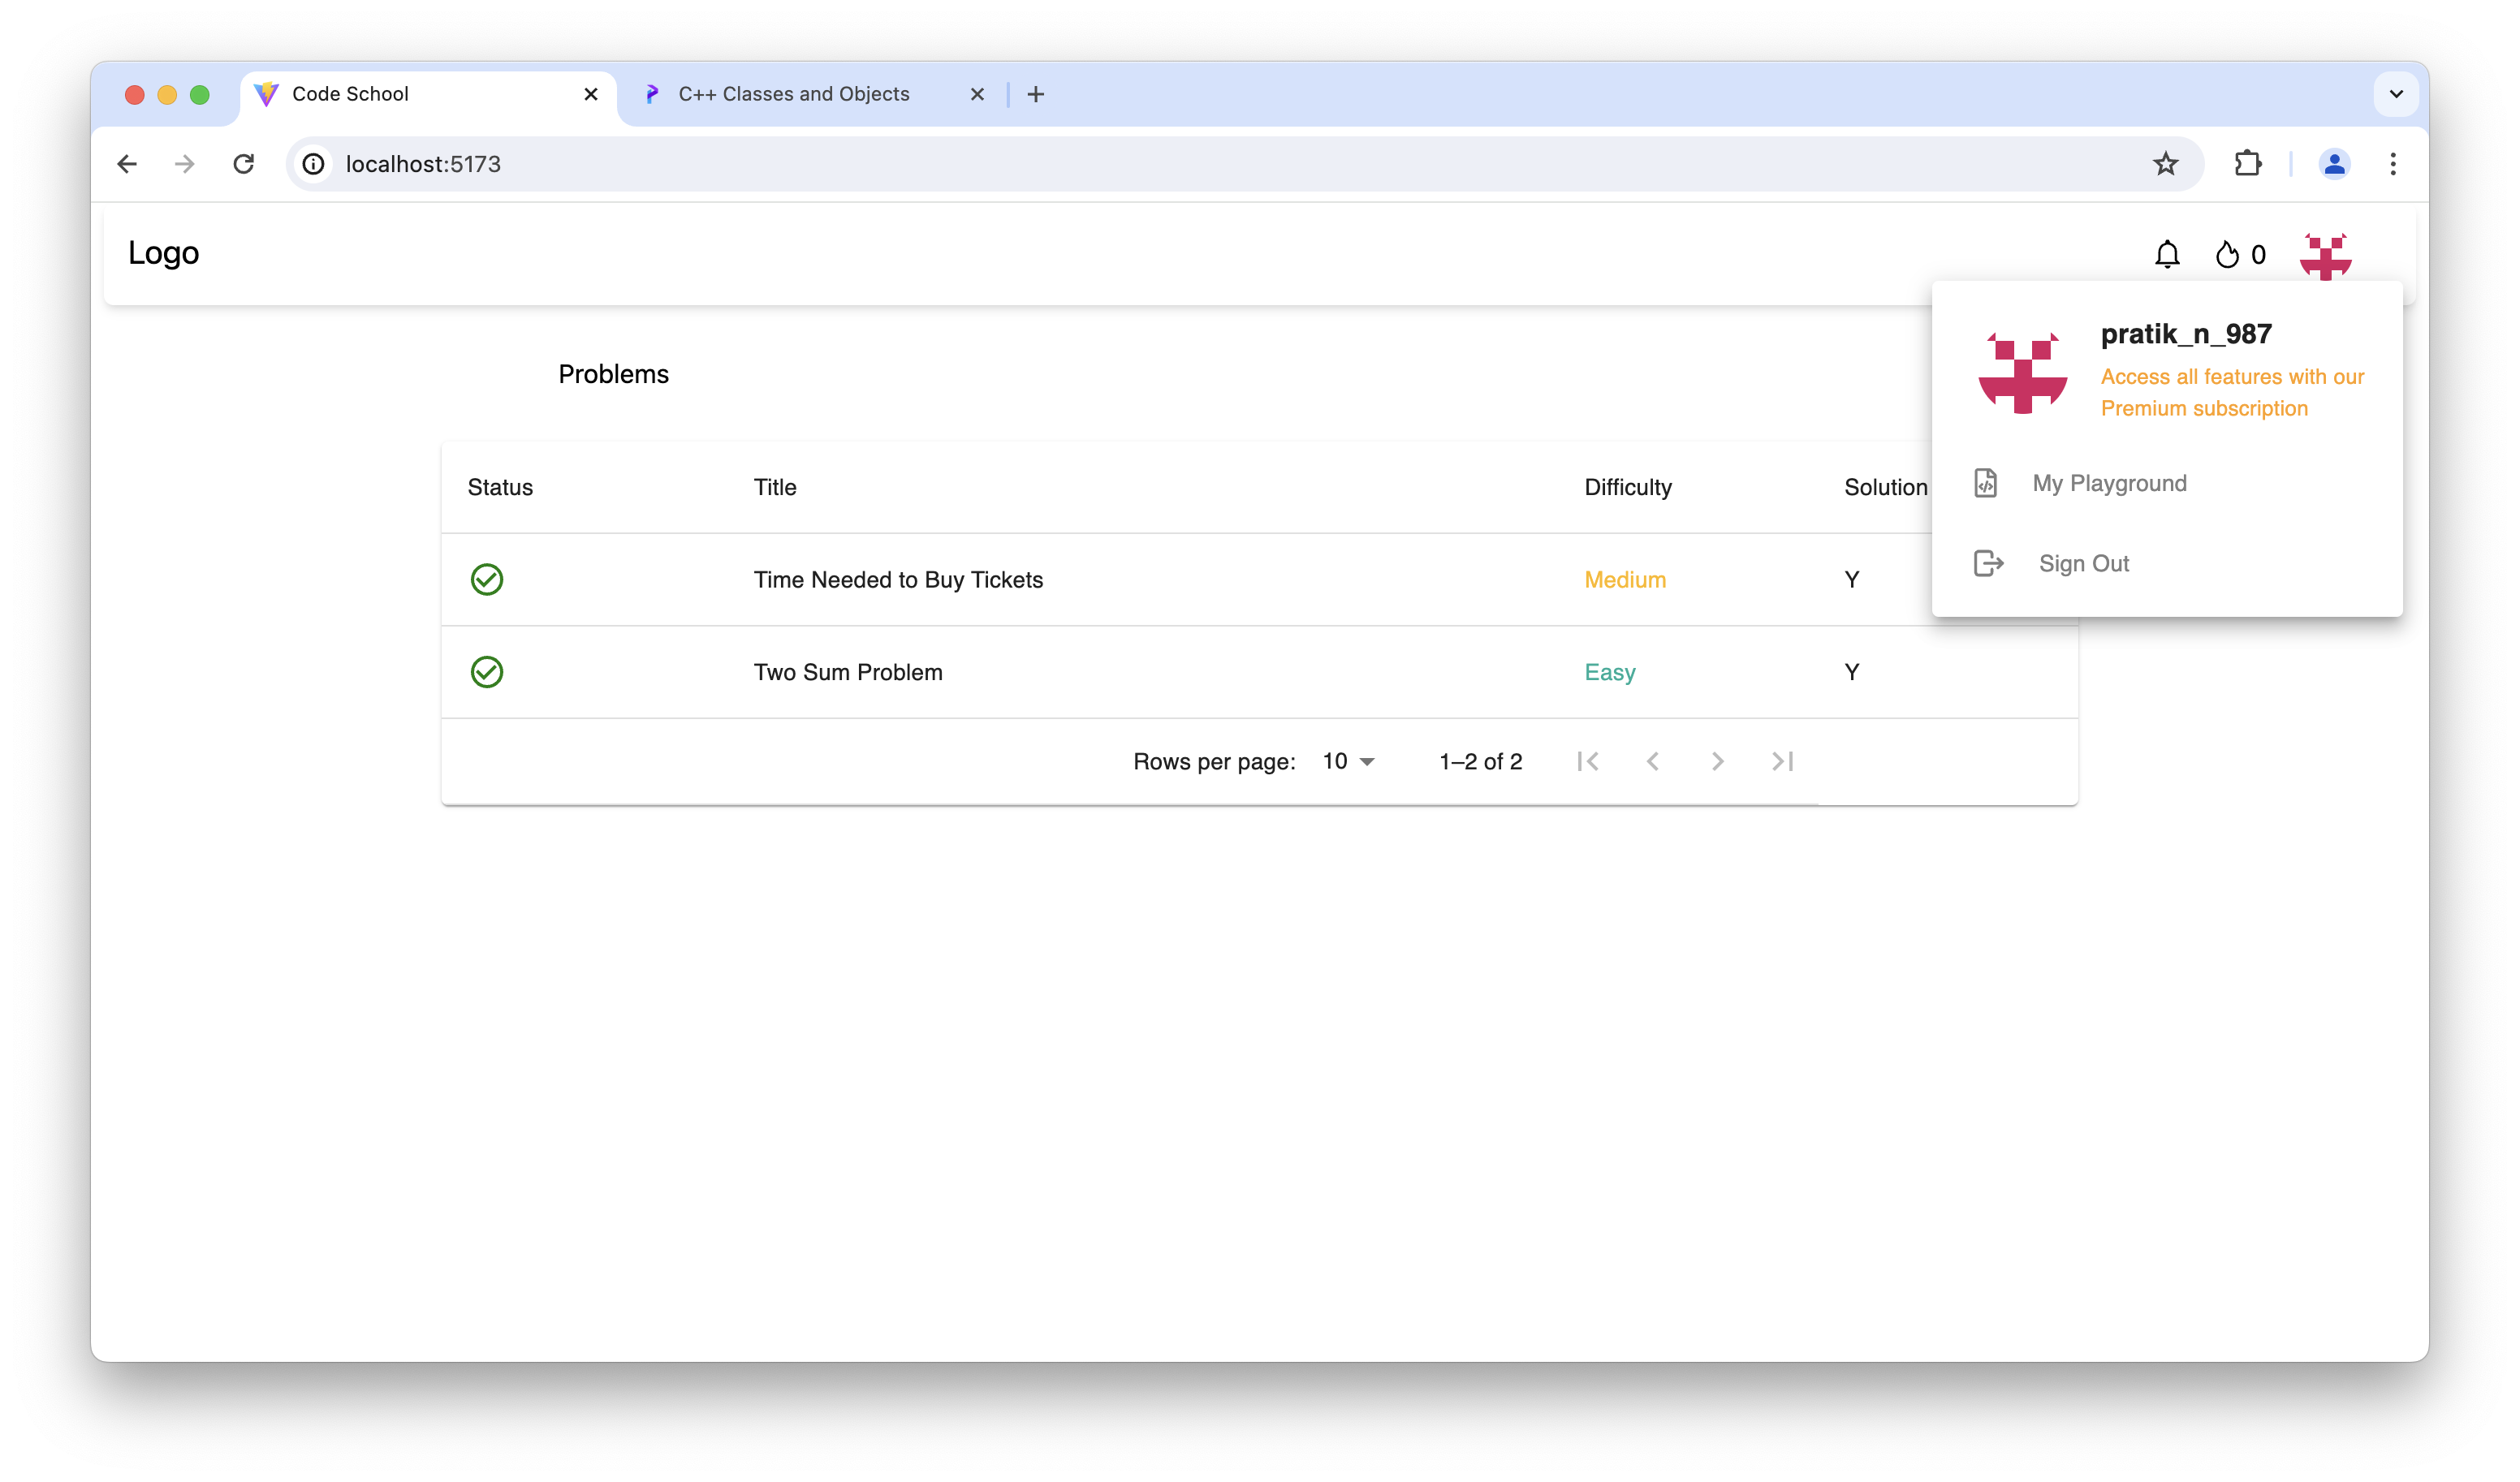 Code School
C++ Classes and Objects
localhost:5173
Logo
0
pratik_n_987
Access all features with our
Premium subscription
My Playground
Sign Out
Problems
Status Title Difficulty Solution
Time Needed to Buy Tickets Medium Y
Two Sum Problem Easy Y
Rows per page: 10 1–2 of 2